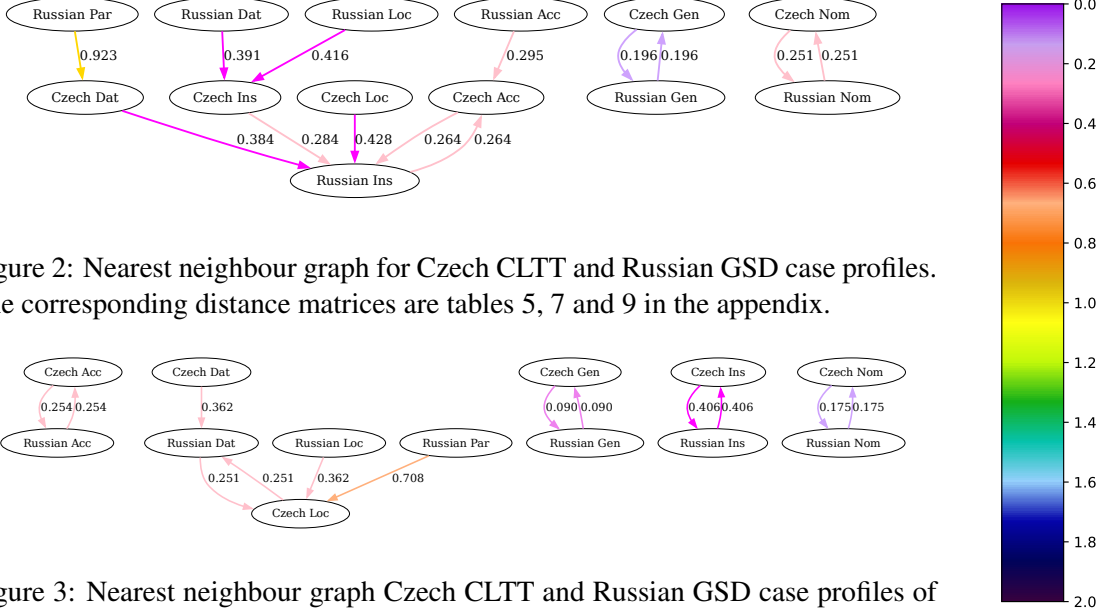 Russian Par Russian Dat Russian Loc Russian Acc Czech Gen Czech Nom
0.923 0.391 0.416 0.295 0.196 0.196 0.251 0.251
Czech Dat Czech Ins Czech Loc Czech Acc Russian Gen Russian Nom
0.384 0.284 0.428 0.264 0.264
Russian Ins
gure 2: Nearest neighbour graph for Czech CLTT and Russian GSD case profiles.
e corresponding distance matrices are tables 5, 7 and 9 in the appendix.
Czech Acc Czech Dat Czech Gen Czech Ins Czech Nom
0.254 0.254 0.362 0.090 0.090 0.406 0.406 0.175 0.175
Russian Acc Russian Dat Russian Loc Russian Par Russian Gen Russian Ins Russian Nom
0.251 0.251 0.362 0.708
Czech Loc
gure 3: Nearest neighbour graph Czech CLTT and Russian GSD case profiles of
0.0
0.2
0.4
0.6
0.8
1.0
1.2
1.4
1.6
1.8
2.0